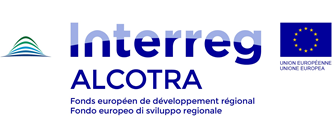 Interreg
ALCOTRA
Fonds européen de développement régional
Fondo europeo di sviluppo regionale
UNION EUROPÉENNE
UNIONE EUROPEA